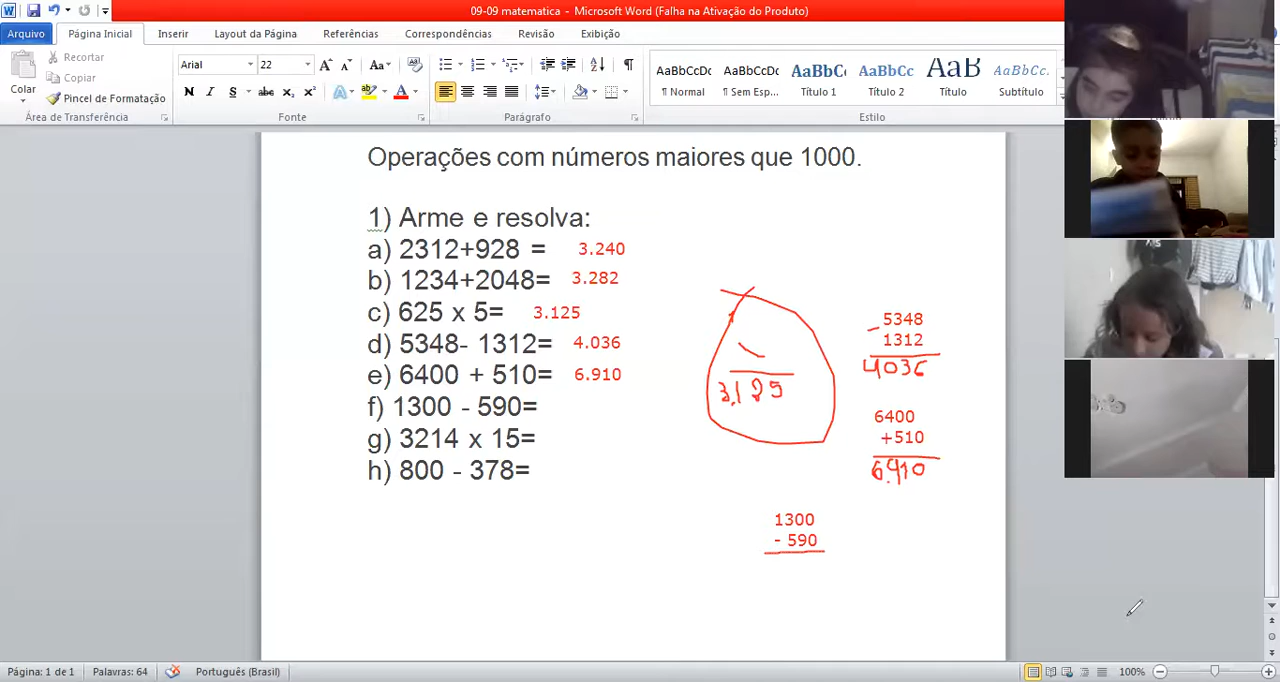 09-09 matematica - Microsoft Word (Falha na Ativação do Produto)
Arquivo Página Inicial Inserir Layout da Página Referências Correspondências Revisão Exibição
Recortar
Copiar
Pincel de Formatação
Colar
Área de Transferência
Arial 22
Fonte
Parágrafo
AaBbCcDc AaBbCcDc AaBbC AaBbCc AaB AaBbCc.
¶ Normal ¶ Sem Esp... Título 1 Título 2 Título Subtítulo
Estilo
Operações com números maiores que 1000.
1) Arme e resolva:
a) 2312+928 = 3.240
b) 1234+2048= 3.282
c) 625 x 5= 3.125
d) 5348- 1312= 4.036
e) 6400 + 510= 6.910
f) 1300 - 590=
g) 3214 x 15=
h) 800 - 378=
3.125
5348
- 1312
4036
6400
+510
6.910
1300
- 590
Página: 1 de 1 Palavras: 64 Português (Brasil) 100%